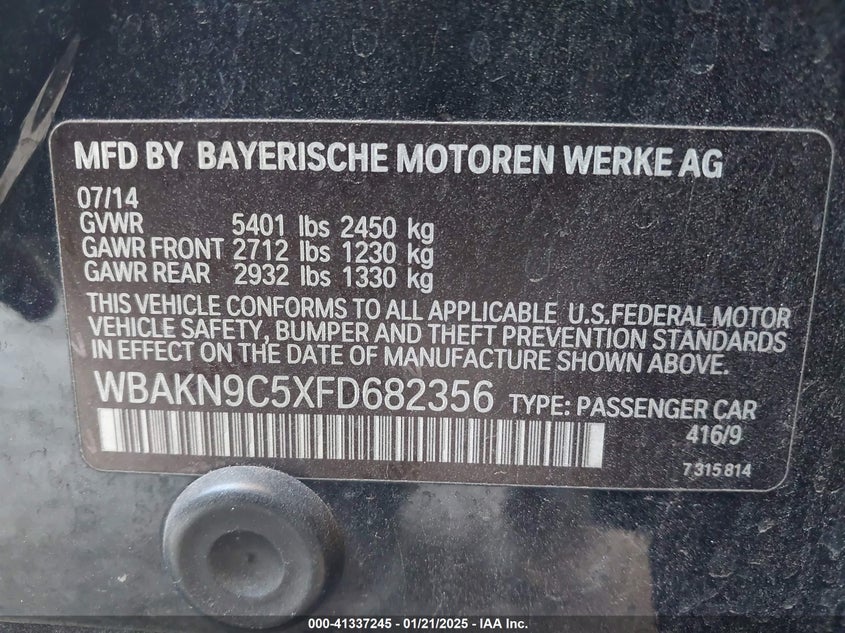 MFD BY BAYERISCHE MOTOREN WERKE AG
07/14
GVWR 5401 lbs 2450 kg
GAWR FRONT 2712 lbs 1230 kg
GAWR REAR 2932 lbs 1330 kg
THIS VEHICLE CONFORMS TO ALL APPLICABLE U.S.FEDERAL MOTOR
VEHICLE SAFETY, BUMPER AND THEFT PREVENTION STANDARDS
IN EFFECT ON THE DATE OF MANUFACTURE SHOWN ABOVE.
WBAKN9C5XFD682356 TYPE: PASSENGER CAR
416/9
7 315 814
000-41337245 - 01/21/2025 - IAA Inc.